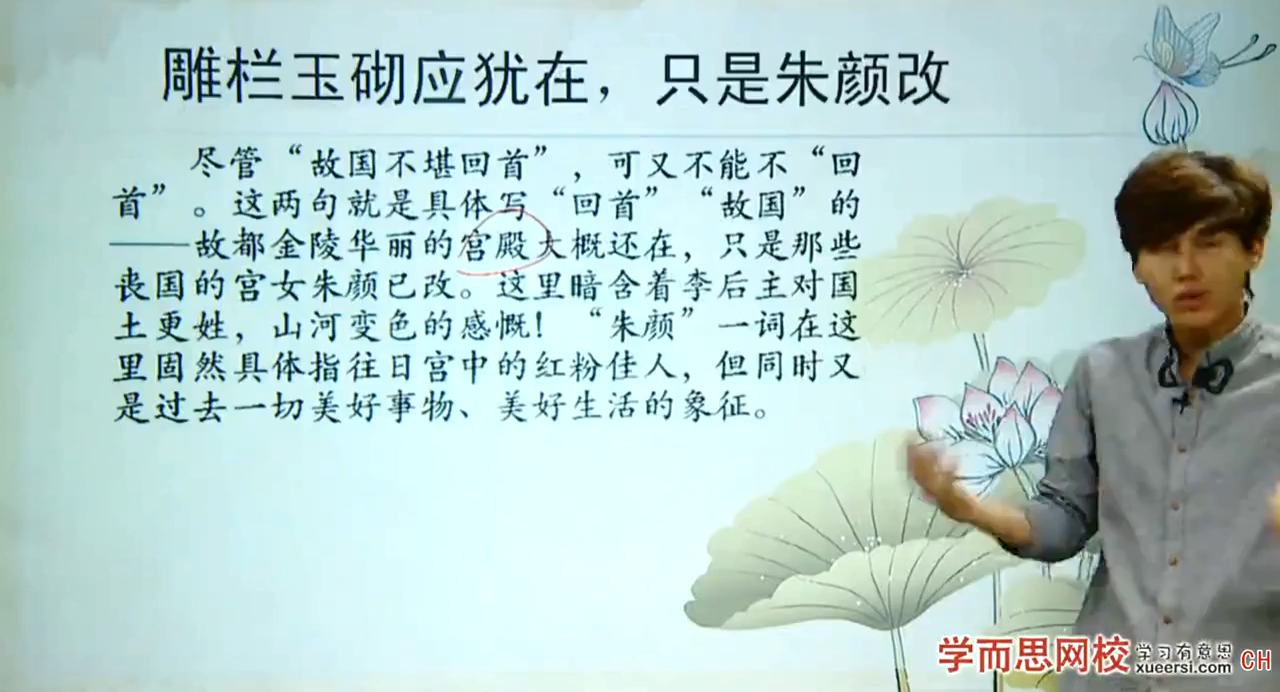 雕栏玉砌应犹在，只是朱颜改
尽管“故国不堪回首”，可又不能不“回
首”。这两句就是具体写“回首”“故国”的
——故都金陵华丽的宫殿大概还在，只是那些
丧国的宫女朱颜已改。这里暗含着李后主对国
土更姓，山河变色的感慨！“朱颜”一词在这
里固然具体指往日宫中的红粉佳人，但同时又
是过去一切美好事物、美好生活的象征。
学而思网校 学习有意思
xueersi.com CH